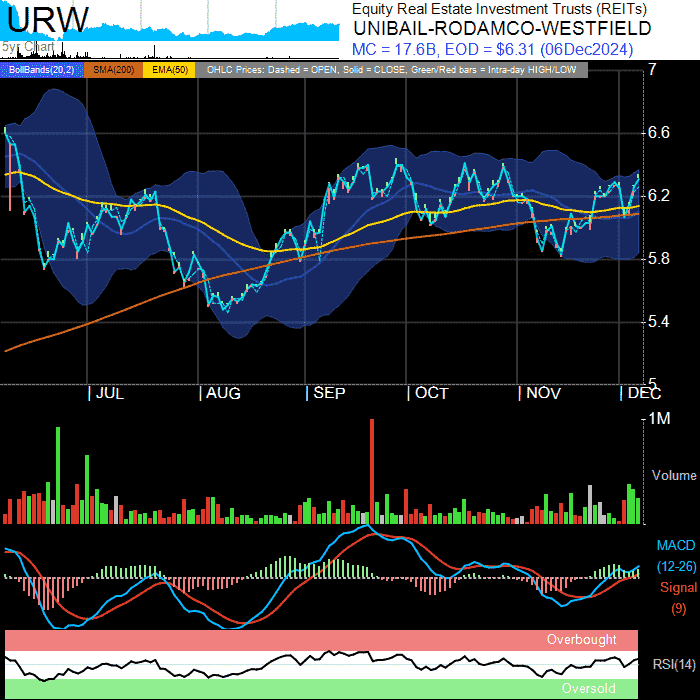 URW
Equity Real Estate Investment Trusts (REITs)
UNIBAIL-RODAMCO-WESTFIELD
5yr Chart
MC = 17.6B, EOD = $6.31 (06Dec2024)
BollBands(20,2) SMA(200) EMA(50) OHLC Prices: Dashed = OPEN, Solid = CLOSE, Green/Red bars = Intra-day HIGH/LOW
7
6.6
6.2
5.8
5.4
5
| JUL | AUG | SEP | OCT | NOV | DEC
1M
Volume
MACD
(12-26)
Signal
(9)
Overbought
RSI(14)
Oversold